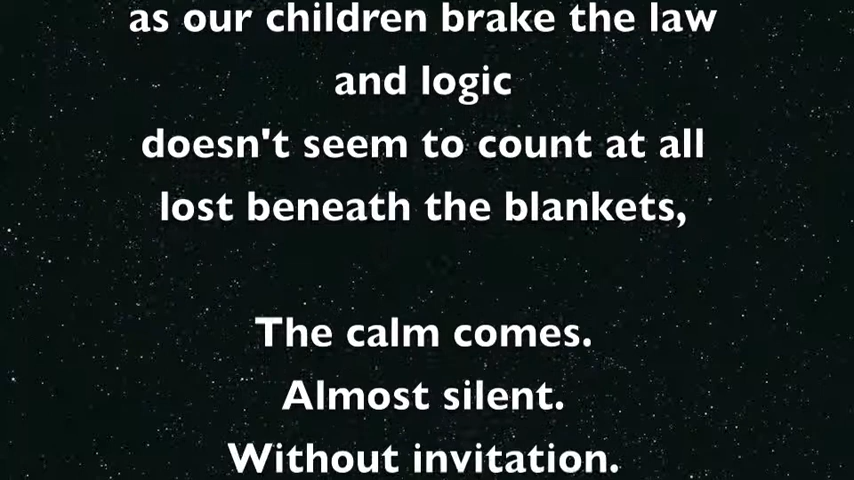 as our children brake the law
and logic
doesn't seem to count at all
lost beneath the blankets,
The calm comes.
Almost silent.
Without invitation.